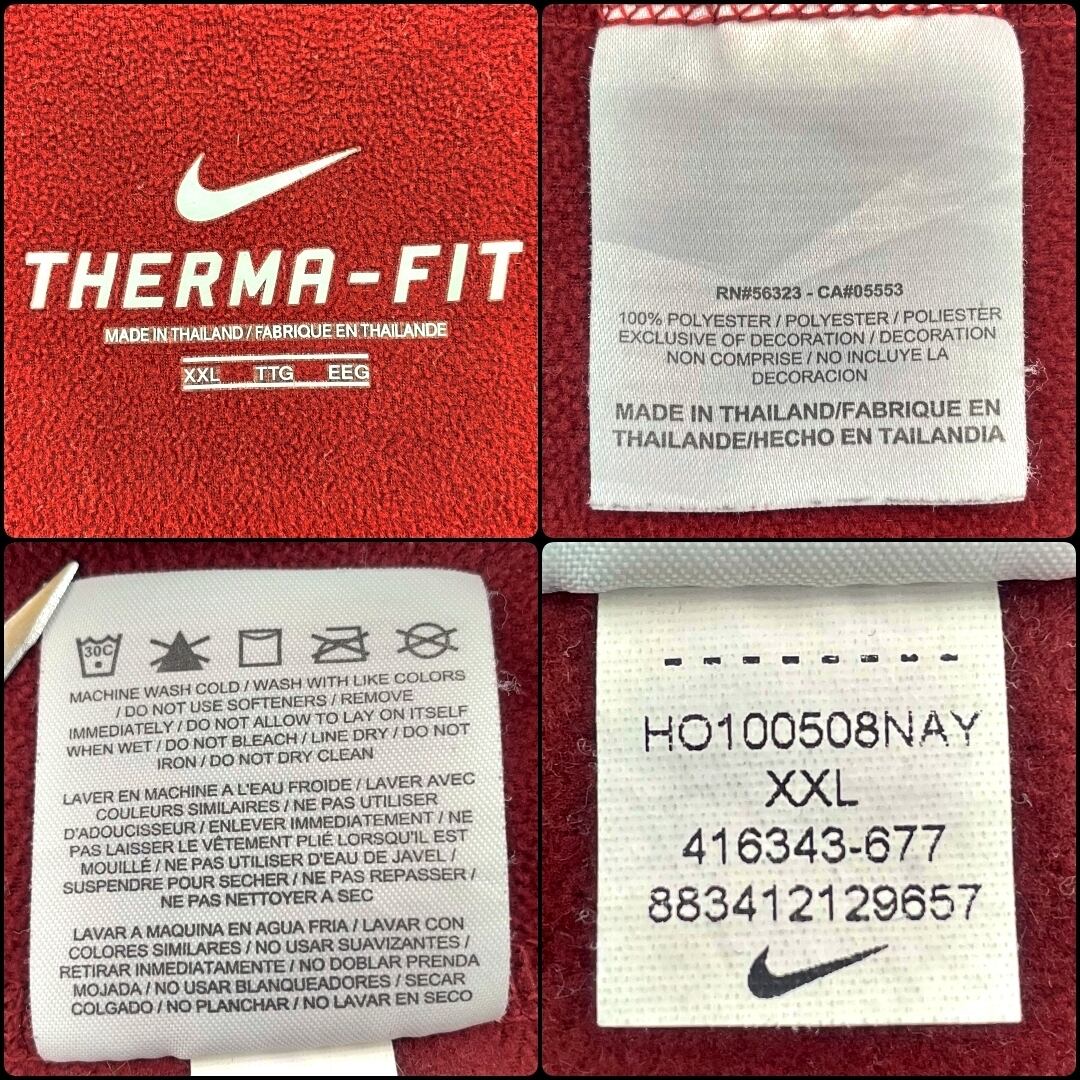 THERMA-FIT
MADE IN THAILAND / FABRIQUE EN THAILANDE
XXL TTG EEG
RN#56323 - CA#05553
100% POLYESTER / POLYESTER / POLIESTER
EXCLUSIVE OF DECORATION / DECORATION
NON COMPRISE / NO INCLUYE LA
DECORACION
MADE IN THAILAND/FABRIQUE EN
THAILANDE/HECHO EN TAILANDIA
30C
MACHINE WASH COLD / WASH WITH LIKE COLORS
/ DO NOT USE SOFTENERS / REMOVE
IMMEDIATELY / DO NOT ALLOW TO LAY ON ITSELF
WHEN WET / DO NOT BLEACH / LINE DRY / DO NOT
IRON / DO NOT DRY CLEAN
LAVER EN MACHINE A L'EAU FROIDE / LAVER AVEC
COULEURS SIMILAIRES / NE PAS UTILISER
D'ADOUCISSEUR / ENLEVER IMMEDIATEMENT / NE
PAS LAISSER LE VÊTEMENT PLIÉ LORSQU'IL EST
MOUILLÉ / NE PAS UTILISER D'EAU DE JAVEL /
SUSPENDRE POUR SECHER / NE PAS REPASSER /
NE PAS NETTOYER A SEC
LAVAR A MAQUINA EN AGUA FRIA / LAVAR CON
COLORES SIMILARES / NO USAR SUAVIZANTES /
RETIRAR INMEDIATAMENTE / NO DOBLAR PRENDA
MOJADA / NO USAR BLANQUEADORES / SECAR
COLGADO / NO PLANCHAR / NO LAVAR EN SECO
HO100508NAY
XXL
416343-677
883412129657